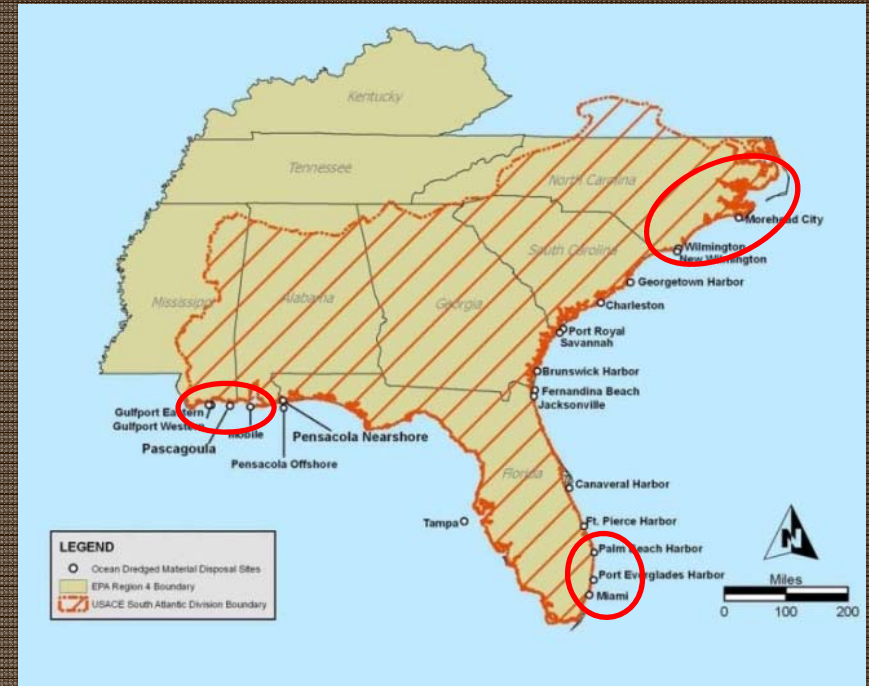 Kentucky
Tennessee
North Carolina
Morehead City
Wilmington
New Wilmington
South Carolina
Georgetown Harbor
Mississippi
Alabama
Georgia
Charleston
Port Royal
Savannah
Brunswick Harbor
Fernandina Beach
Jacksonville
Gulfport Eastern
Gulfport Western
Mobile
Pascagoula
Pensacola Nearshore
Pensacola Offshore
Florida
Canaveral Harbor
Tampa
Ft. Pierce Harbor
Palm Beach Harbor
Port Everglades Harbor
Miami
LEGEND
Ocean Dredged Material Disposal Sites
EPA Region 4 Boundary
USACE South Atlantic Division Boundary
N
Miles
0 100 200